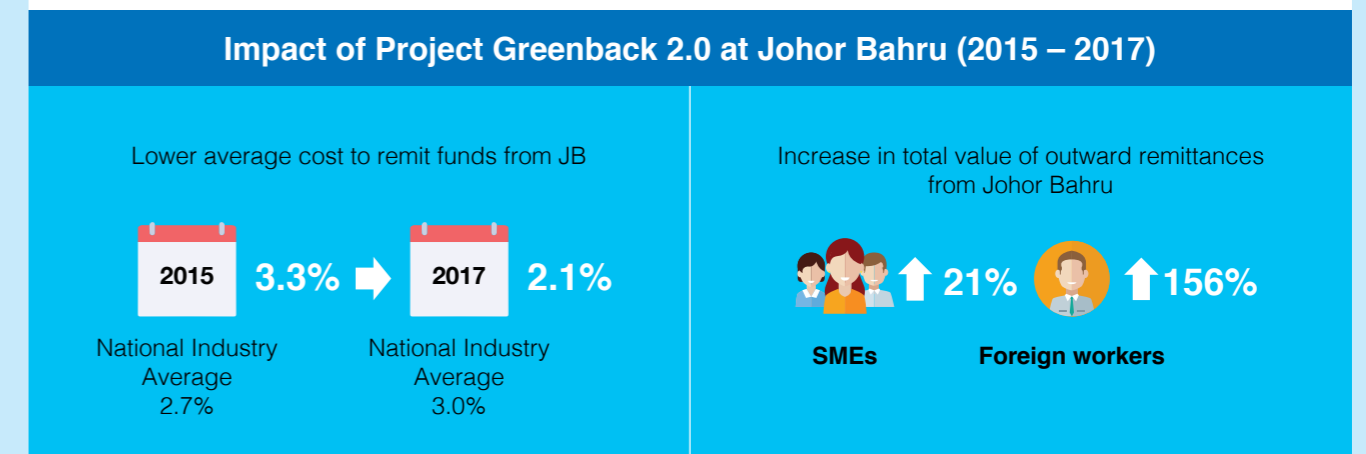 Impact of Project Greenback 2.0 at Johor Bahru (2015 – 2017)
Lower average cost to remit funds from JB
2015
3.3%
2017
2.1%
National Industry
Average
2.7%
National Industry
Average
3.0%
Increase in total value of outward remittances
from Johor Bahru
21%
156%
SMEs
Foreign workers